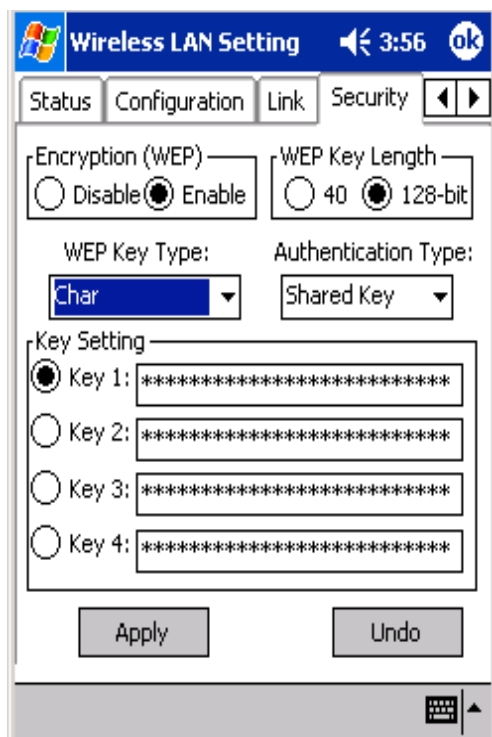 Wireless LAN Setting 3:56 ok
Status Configuration Link Security
Encryption (WEP) WEP Key Length
Disable Enable 40 128-bit
WEP Key Type: Authentication Type:
Char Shared Key
Key Setting
Key 1: **************************
Key 2: **************************
Key 3: **************************
Key 4: **************************
Apply Undo